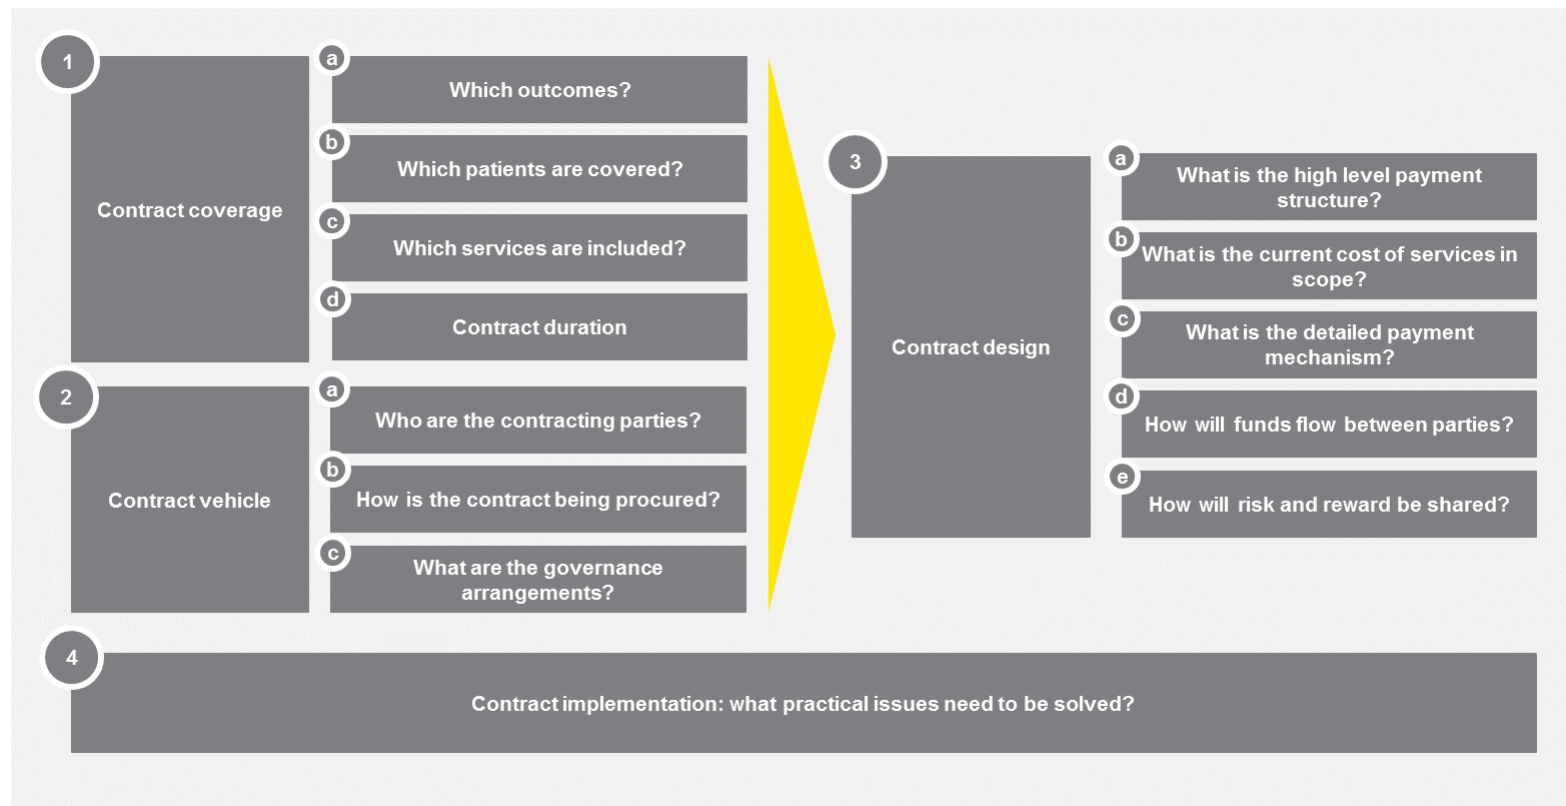 1
Contract coverage
a
Which outcomes?
b
Which patients are covered?
c
Which services are included?
d
Contract duration
2
Contract vehicle
a
Who are the contracting parties?
b
How is the contract being procured?
c
What are the governance
arrangements?
3
Contract design
a
What is the high level payment
structure?
b
What is the current cost of services in
scope?
c
What is the detailed payment
mechanism?
d
How will funds flow between parties?
e
How will risk and reward be shared?
4
Contract implementation: what practical issues need to be solved?